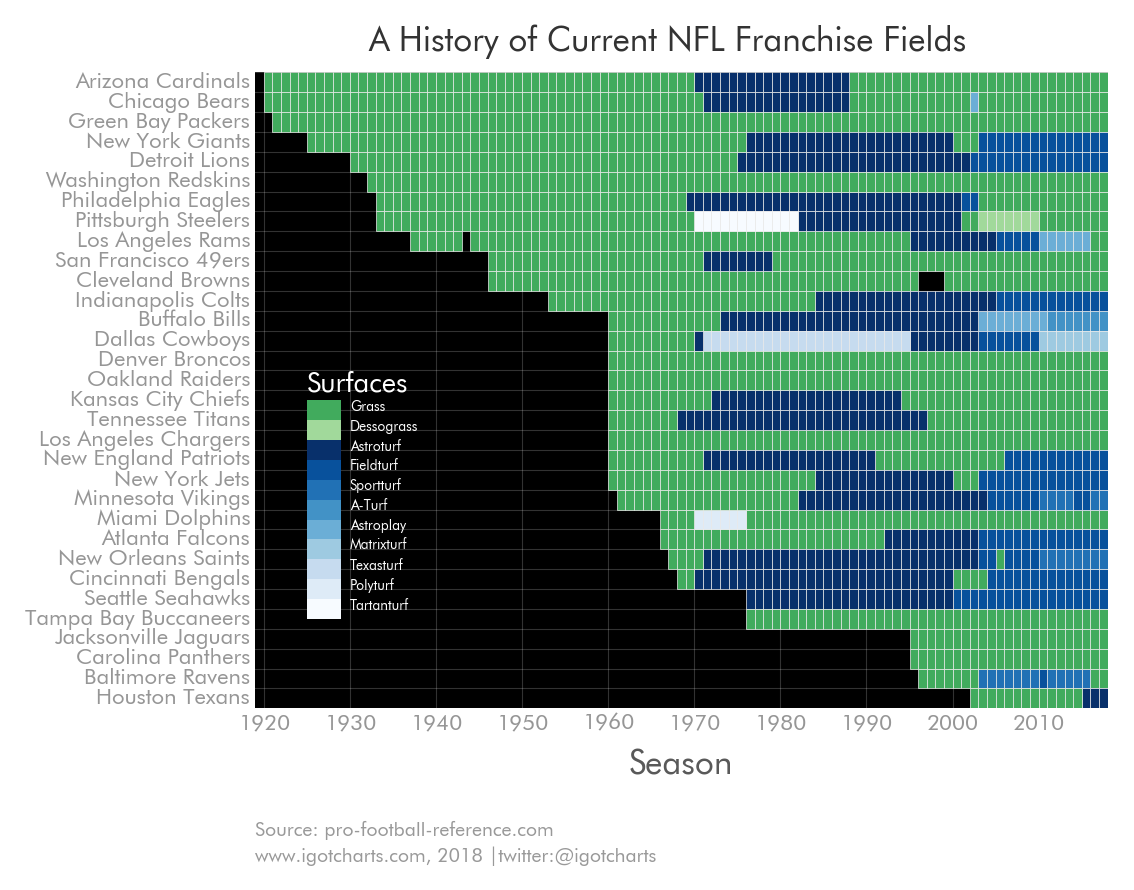 A History of Current NFL Franchise Fields
Arizona Cardinals
Chicago Bears
Green Bay Packers
New York Giants
Detroit Lions
Washington Redskins
Philadelphia Eagles
Pittsburgh Steelers
Los Angeles Rams
San Francisco 49ers
Cleveland Browns
Indianapolis Colts
Buffalo Bills
Dallas Cowboys
Denver Broncos
Oakland Raiders
Kansas City Chiefs
Tennessee Titans
Los Angeles Chargers
New England Patriots
New York Jets
Minnesota Vikings
Miami Dolphins
Atlanta Falcons
New Orleans Saints
Cincinnati Bengals
Seattle Seahawks
Tampa Bay Buccaneers
Jacksonville Jaguars
Carolina Panthers
Baltimore Ravens
Houston Texans
Surfaces
Grass
Dessograss
Astroturf
Fieldturf
Sportturf
A-Turf
Astroplay
Matrixturf
Texasturf
Polyturf
Tartanturf
1920 1930 1940 1950 1960 1970 1980 1990 2000 2010
Season
Source: pro-football-reference.com
www.igotcharts.com, 2018 |twitter:@igotcharts